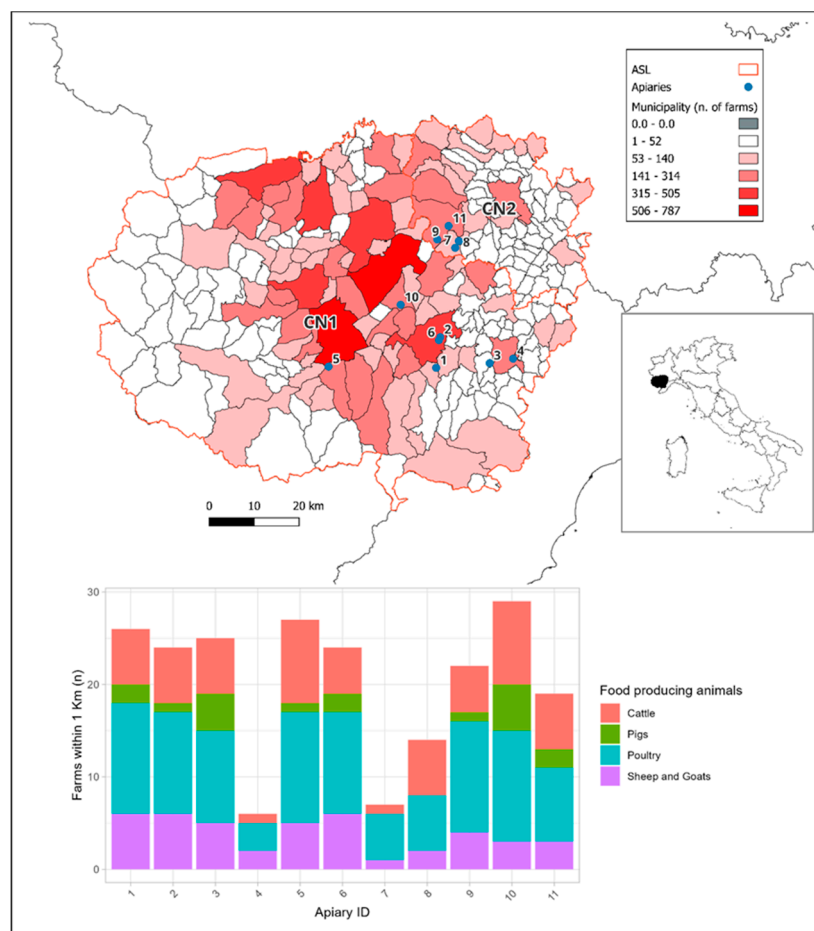 ASL
Apiaries
Municipality (n. of farms)
0.0 - 0.0
1 - 52
53 - 140
141 - 314
315 - 505
506 - 787
CN2
11
9
7
8
10
CN1
2
6
5
1
3
4
0 10 20 km
Farms within 1 Km (n)
30
20
10
0
1 2 3 4 5 6 7 8 9 10 11
Apiary ID
Food producing animals
Cattle
Pigs
Poultry
Sheep and Goats